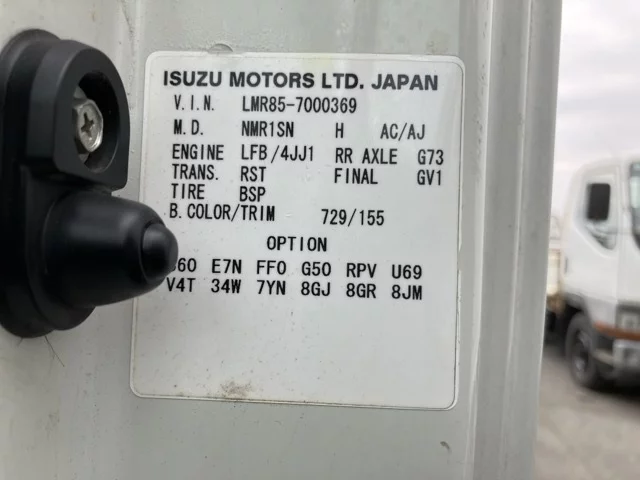 ISUZU MOTORS LTD. JAPAN
V.I.N. LMR85-7000369
M.D. NMR1SN H AC/AJ
ENGINE LFB/4JJ1 RR AXLE G73
TRANS. RST FINAL GV1
TIRE BSP
B.COLOR/TRIM 729/155
OPTION
E7N FF0 G50 RPV U69
V4T 34W 7YN 8GJ 8GR 8JM